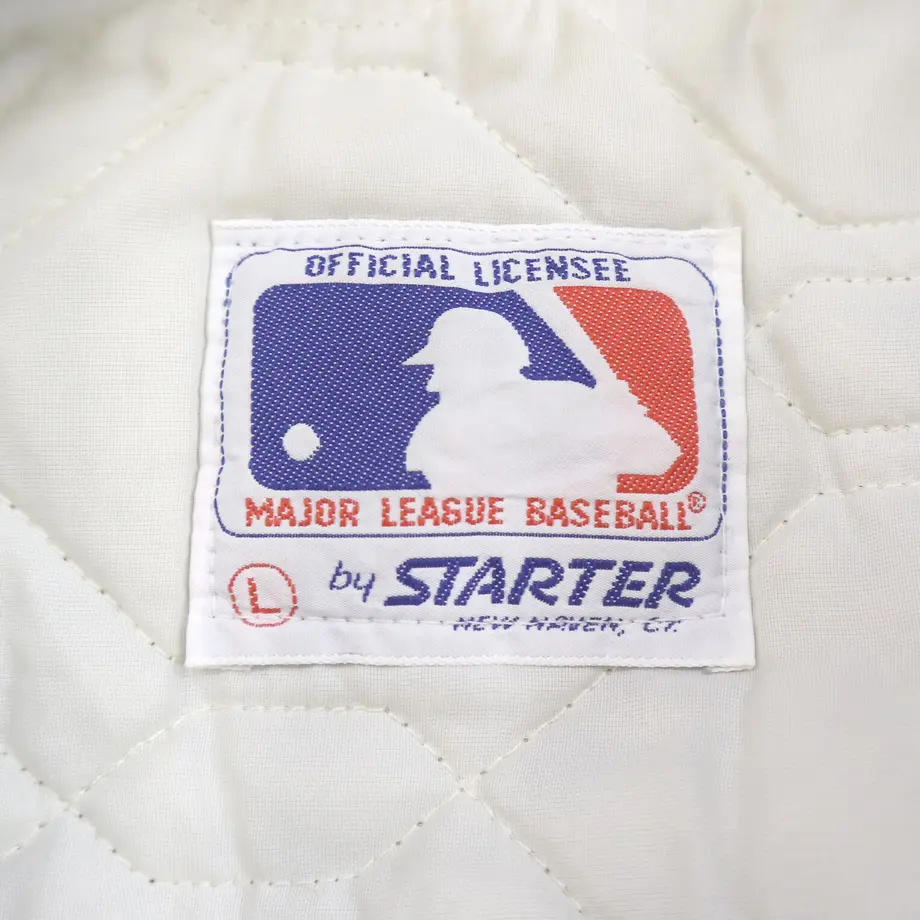 OFFICIAL LICENSEE
MAJOR LEAGUE BASEBALL®
L by STARTER
NEW HAVEN, CT.